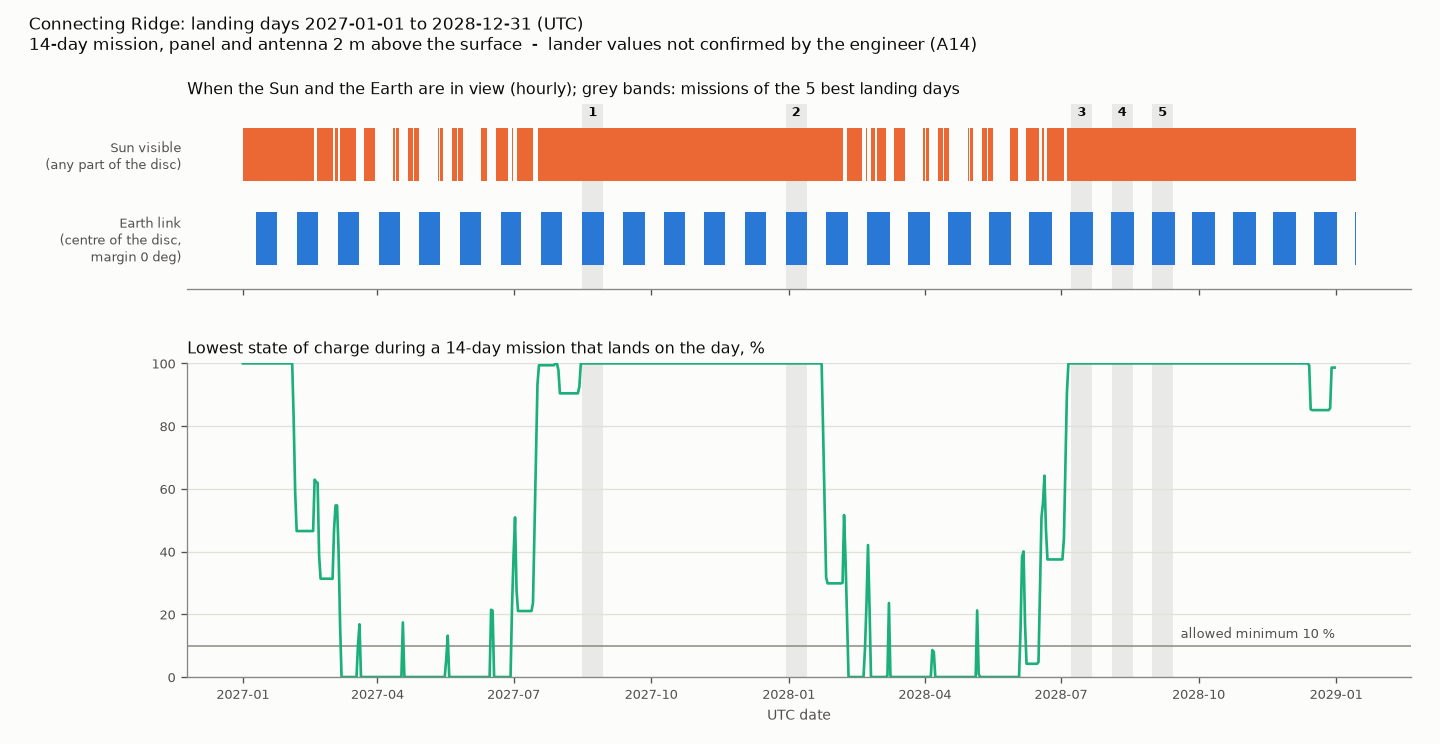 Connecting Ridge: landing days 2027-01-01 to 2028-12-31 (UTC)
14-day mission, panel and antenna 2 m above the surface  -  lander values not confirmed by the engineer (A14)
When the Sun and the Earth are in view (hourly); grey bands: missions of the 5 best landing days
1 2 3 4 5
Sun visible
(any part of the disc)
Earth link
(centre of the disc,
margin 0 deg)
Lowest state of charge during a 14-day mission that lands on the day, %
100
80
60
40
20
allowed minimum 10 %
0
2027-01 2027-04 2027-07 2027-10 2028-01 2028-04 2028-07 2028-10 2029-01
UTC date